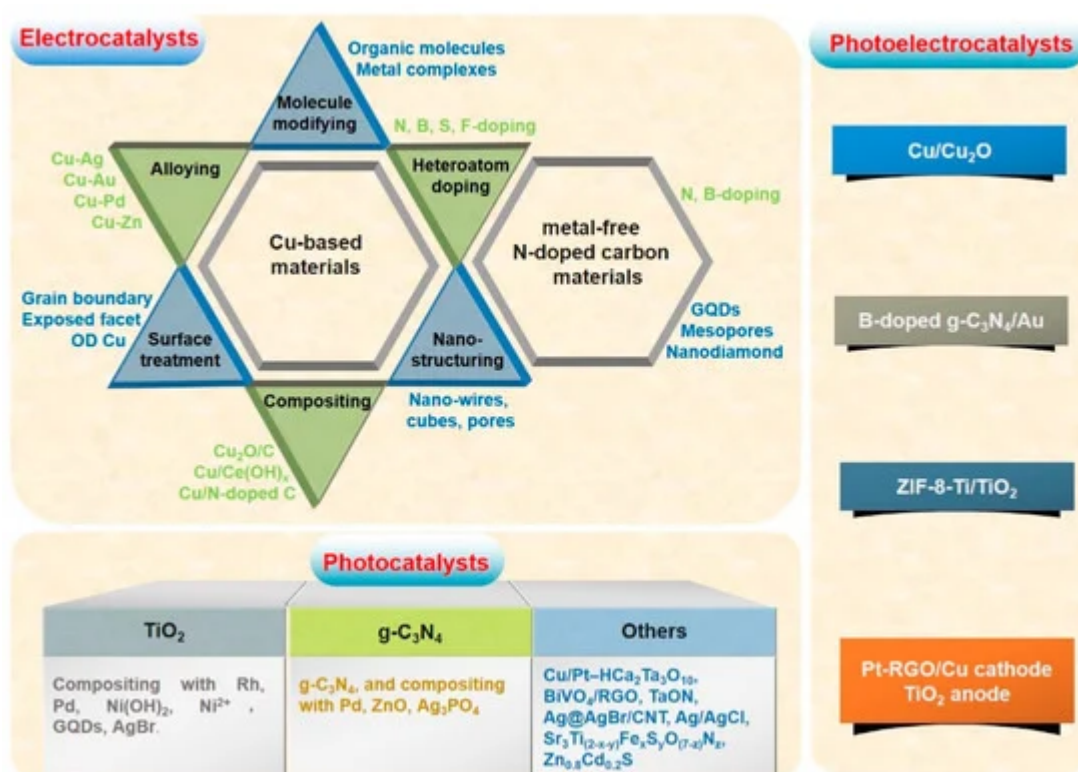 Electrocatalysts
Organic molecules
Metal complexes
Molecule
modifying
N, B, S, F-doping
Cu-Ag
Cu-Au
Cu-Pd
Cu-Zn
Alloying
Heteroatom
doping
N, B-doping
Cu-based
materials
metal-free
N-doped carbon
materials
Grain boundary
Exposed facet
OD Cu
Surface
treatment
Nano-
structuring
GQDs
Mesopores
Nanodiamond
Compositing
Nano-wires,
cubes, pores
Cu₂O/C
Cu/Ce(OH)ₓ
Cu/N-doped C
Photoelectrocatalysts
Cu/Cu₂O
B-doped g-C₃N₄/Au
ZIF-8-Ti/TiO₂
Pt-RGO/Cu cathode
TiO₂ anode
Photocatalysts
TiO₂
Compositing with Rh,
Pd, Ni(OH)₂, Ni²⁺ ,
GQDs, AgBr.
g-C₃N₄
g-C₃N₄, and compositing
with Pd, ZnO, Ag₃PO₄
Others
Cu/Pt–HCa₂Ta₃O₁₀,
BiVO₄/RGO, TaON,
Ag@AgBr/CNT, Ag/AgCl,
Sr₃Ti₍₂₋ₓ₋y₎FeₓSyO₍₇₋z₎Nz,
Zn₀.₈Cd₀.₂S